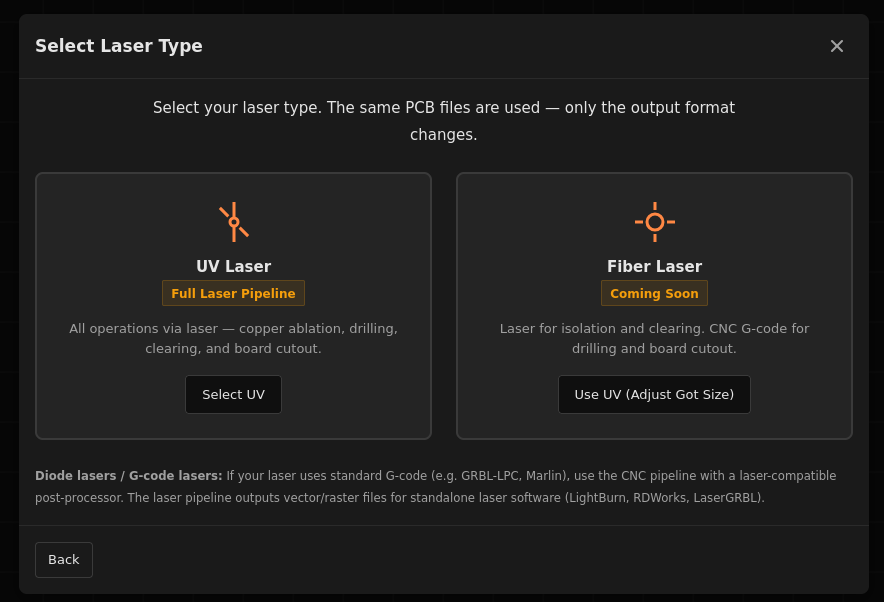 Select Laser Type
Select your laser type. The same PCB files are used — only the output format
changes.
UV Laser
Full Laser Pipeline
All operations via laser — copper ablation, drilling,
clearing, and board cutout.
Select UV
Fiber Laser
Coming Soon
Laser for isolation and clearing. CNC G-code for
drilling and board cutout.
Use UV (Adjust Got Size)
Diode lasers / G-code lasers: If your laser uses standard G-code (e.g. GRBL-LPC, Marlin), use the CNC pipeline with a laser-compatible
post-processor. The laser pipeline outputs vector/raster files for standalone laser software (LightBurn, RDWorks, LaserGRBL).
Back